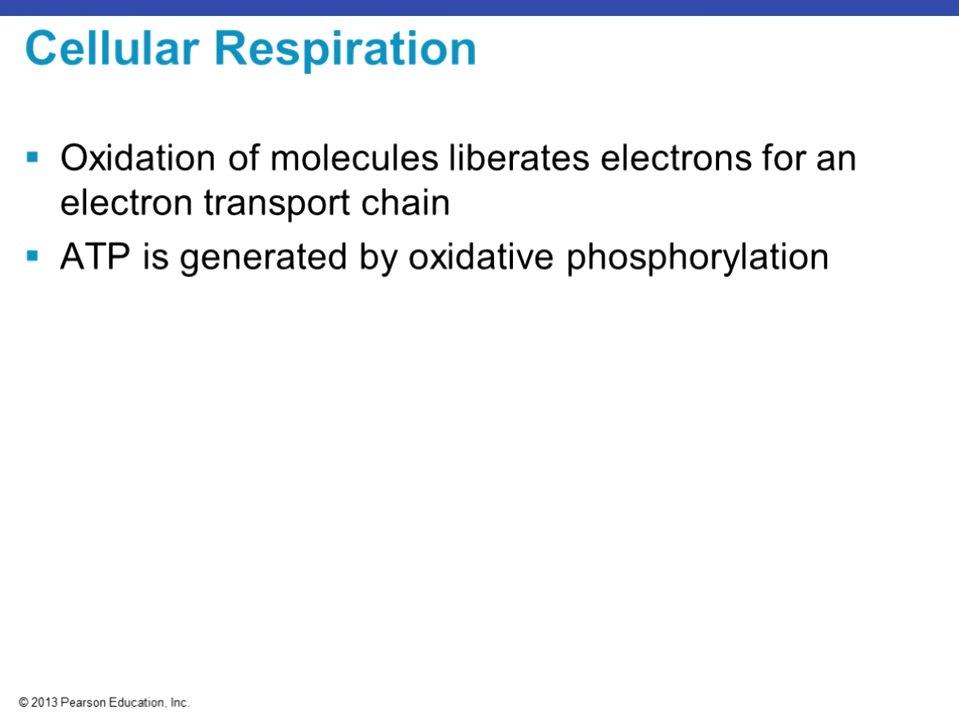 Cellular Respiration
▪ Oxidation of molecules liberates electrons for an
electron transport chain
▪ ATP is generated by oxidative phosphorylation
© 2013 Pearson Education, Inc.